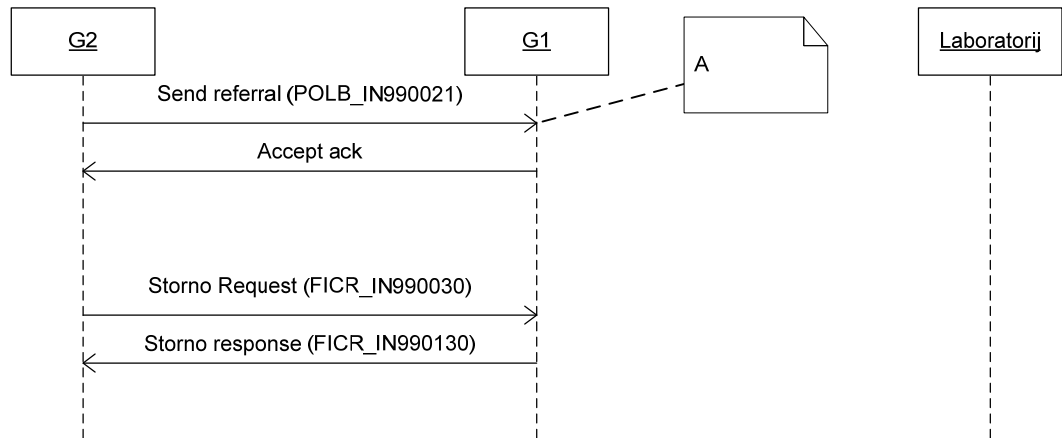 G2
G1
A
Laboratorij
Send referral (POLB_IN990021)
Accept ack
Storno Request (FICR_IN990030)
Storno response (FICR_IN990130)